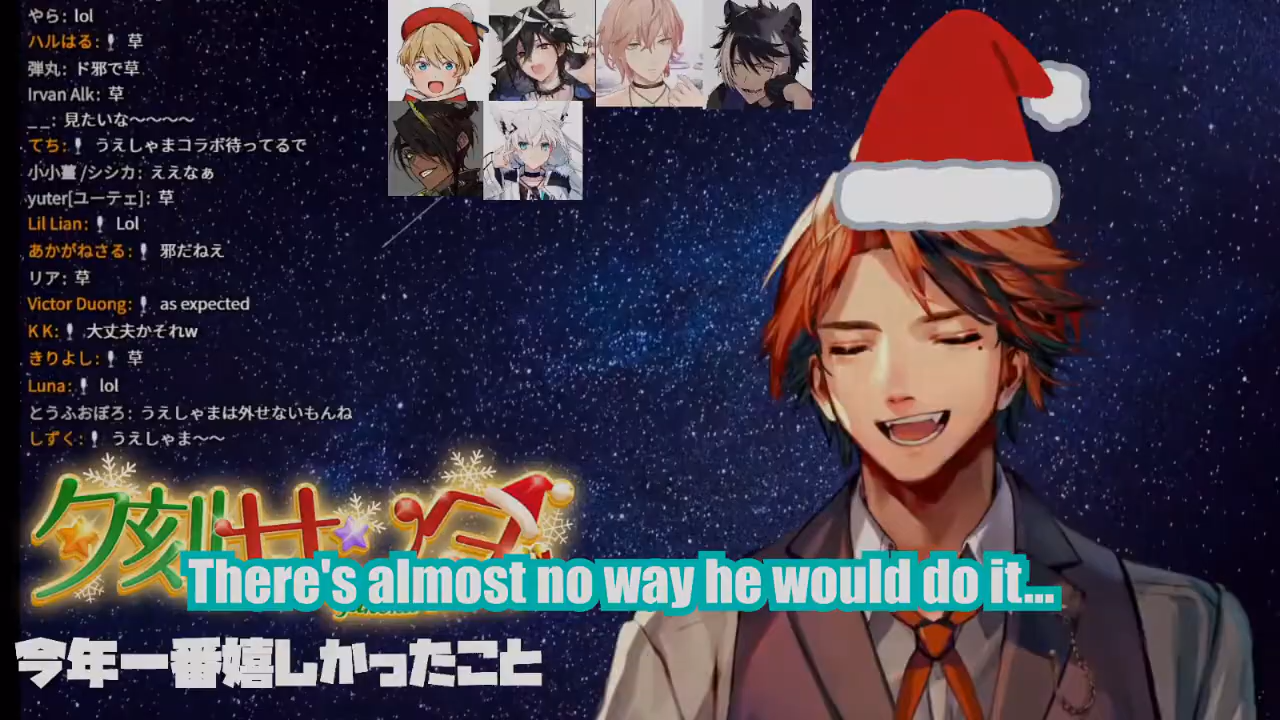 やら: lol
ハルはる: 草
弾丸: ド邪で草
Irvan Alk: 草
_ _: 見たいな〜〜〜〜
てち: うえしゃまコラボ待ってるで
小小薑/シシカ: ええなぁ
yuter[ユーテェ]: 草
Lil Lian: Lol
あかがねさる: 邪だねえ
リア: 草
Victor Duong: as expected
K K: 大丈夫かそれw
きりよし: 草
Luna: lol
とうふおぼろ: うえしゃまは外せないもんね
しずく: うえしゃま〜〜
夕刻
There's almost no way he would do it...
今年一番嬉しかったこと